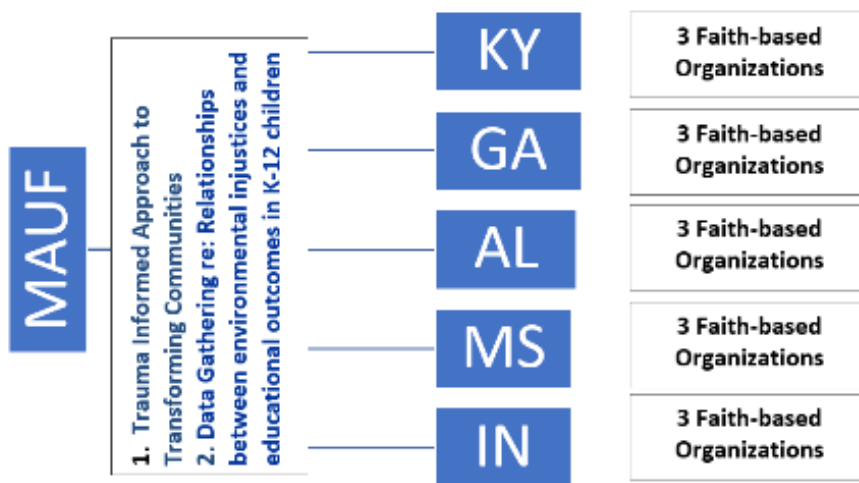 MAUF
1. Trauma Informed Approach to
Transforming Communities
2. Data Gathering re: Relationships
between environmental injustices and
educational outcomes in K-12 children
KY
3 Faith-based
Organizations
GA
3 Faith-based
Organizations
AL
3 Faith-based
Organizations
MS
3 Faith-based
Organizations
IN
3 Faith-based
Organizations